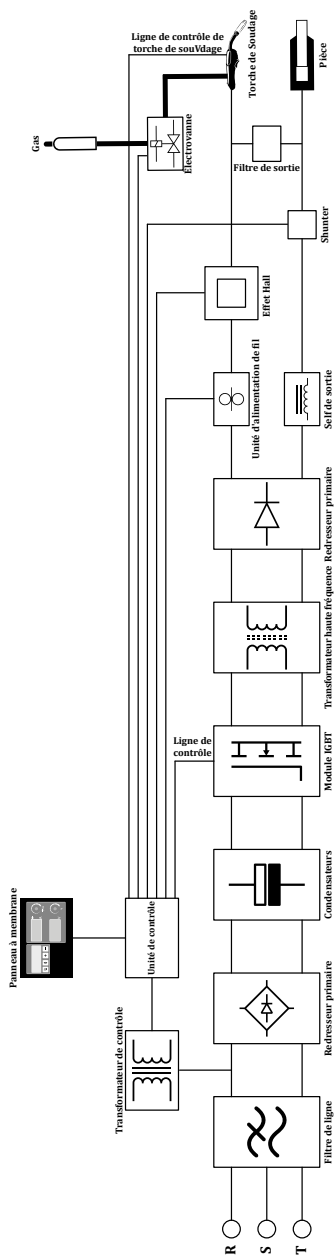 Ligne de contrôle de
torche de souVdage
Torche de Soudage
Pièce
Gas
Électrovanne
Filtre de sortie
Shunter
Effet Hall
Unité d'alimentation de fil
Self de sortie
Redresseur primaire
Transformateur haute fréquence
Ligne de
contrôle
Module IGBT
Panneau à membrane
Unité de contrôle
Condensateurs
Transformateur de contrôle
Redresseur primaire
Filtre de ligne
R
S
T